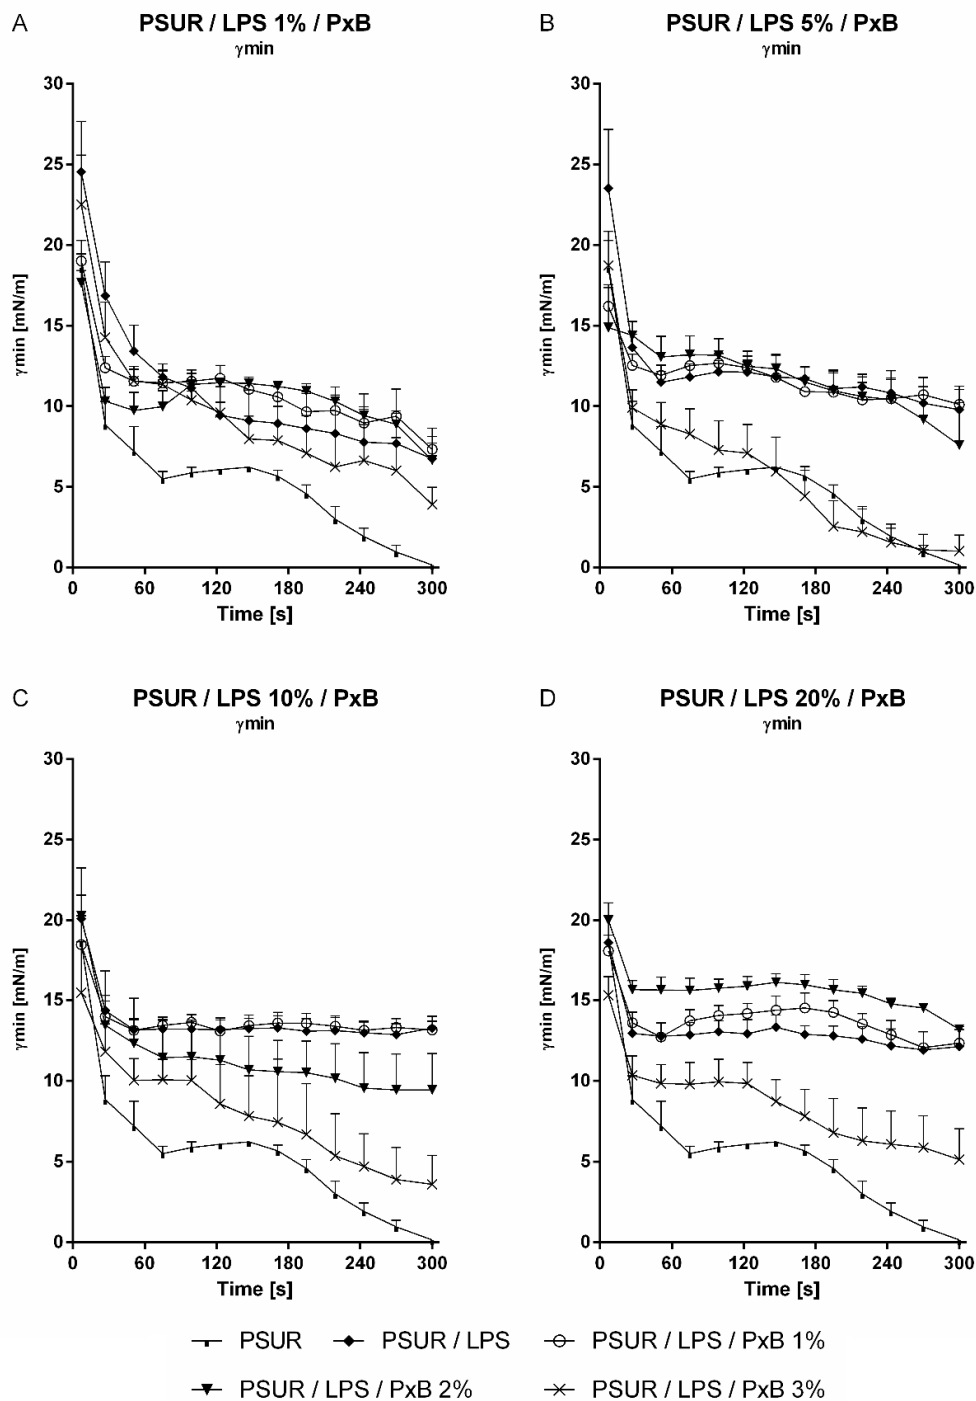 A
PSUR / LPS 1% / PxB
γmin
γmin [mN/m]
30
25
20
15
10
5
0
0 60 120 180 240 300
Time [s]
B
PSUR / LPS 5% / PxB
γmin
γmin [mN/m]
30
25
20
15
10
5
0
0 60 120 180 240 300
Time [s]
C
PSUR / LPS 10% / PxB
γmin
γmin [mN/m]
30
25
20
15
10
5
0
0 60 120 180 240 300
Time [s]
D
PSUR / LPS 20% / PxB
γmin
γmin [mN/m]
30
25
20
15
10
5
0
0 60 120 180 240 300
Time [s]
PSUR PSUR / LPS PSUR / LPS / PxB 1%
PSUR / LPS / PxB 2% PSUR / LPS / PxB 3%